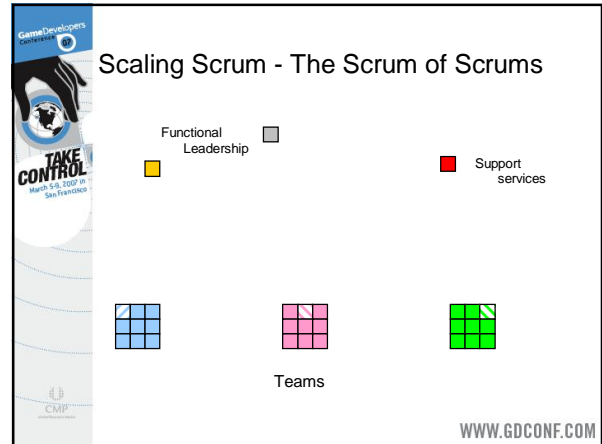 GameDevelopers
Conference 07
Scaling Scrum - The Scrum of Scrums
TAKE
CONTROL
March 5-9, 2007 in
San Francisco
Functional
Leadership
Support
services
Teams
CMP
WWW.GDCONF.COM